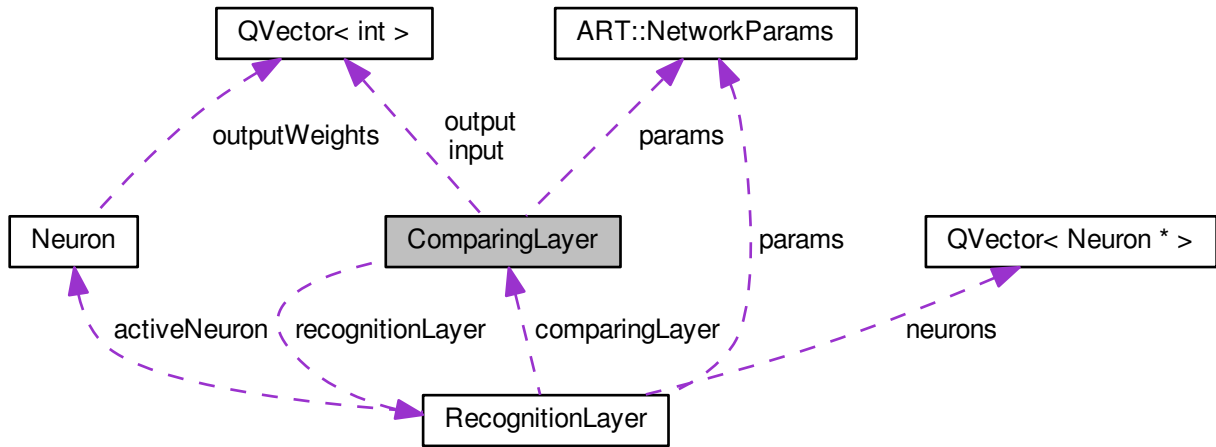 QVector< int >
ART::NetworkParams
outputWeights
output
input
params
Neuron
ComparingLayer
params
QVector< Neuron * >
activeNeuron
recognitionLayer
comparingLayer
neurons
RecognitionLayer